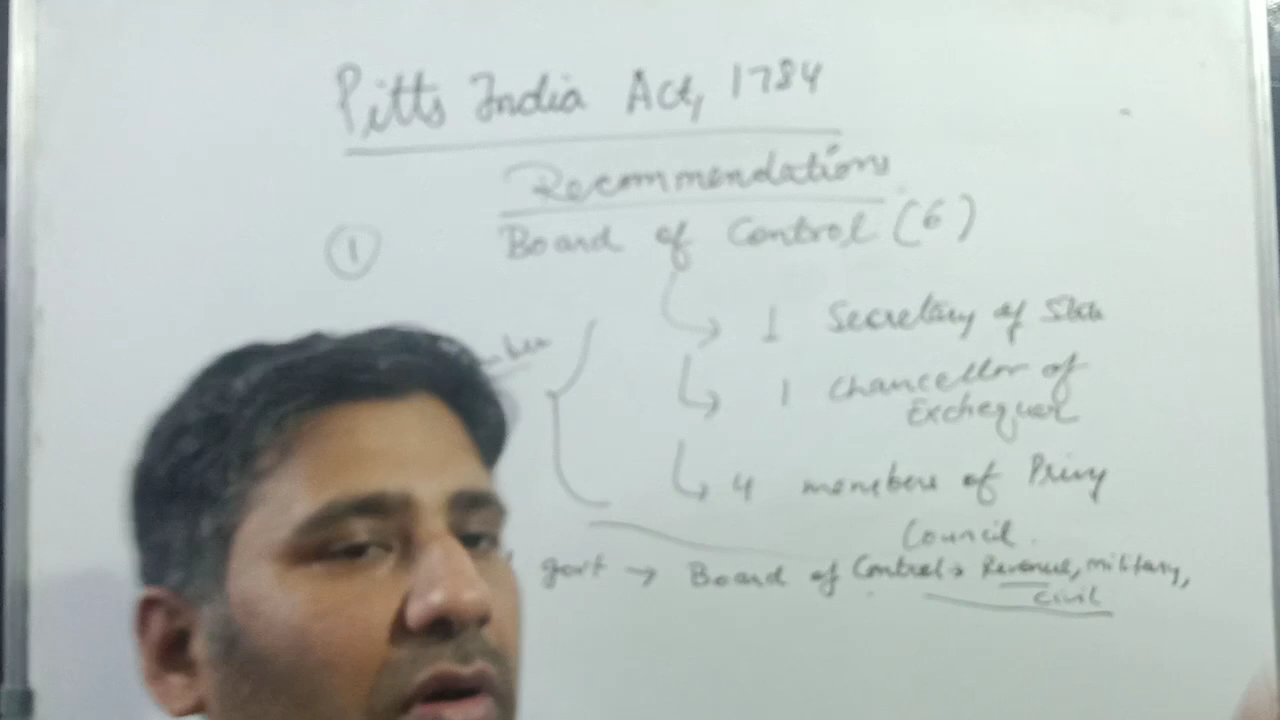 Pitts India Act, 1784
Recommendations
① Board of Control (6)
1 Secretary of State
1 Chancellor of
Exchequer
4 members of Privy
Council.
govt → Board of Control → Revenue, military,
civil